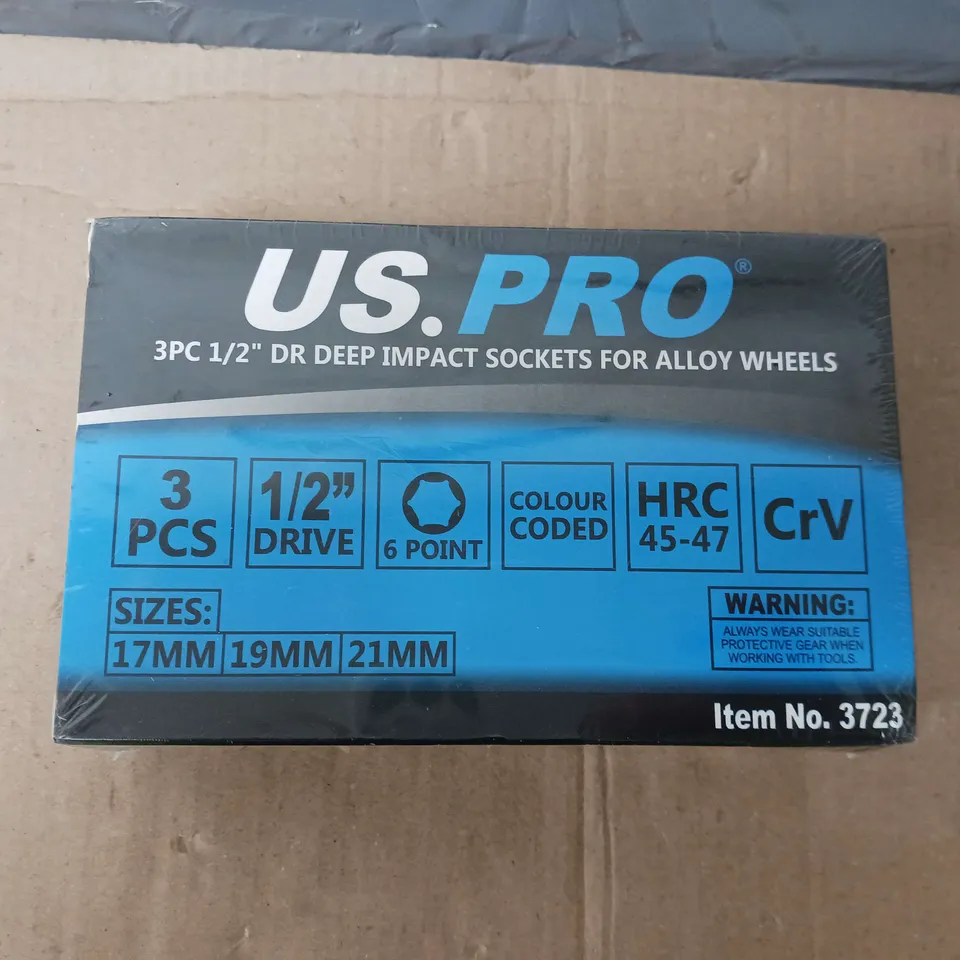 US.PRO®
3PC 1/2" DR DEEP IMPACT SOCKETS FOR ALLOY WHEELS
3 PCS
1/2” DRIVE
6 POINT
COLOUR CODED
HRC 45-47
CrV
SIZES:
17MM 19MM 21MM
WARNING:
ALWAYS WEAR SUITABLE
PROTECTIVE GEAR WHEN
WORKING WITH TOOLS.
Item No. 3723